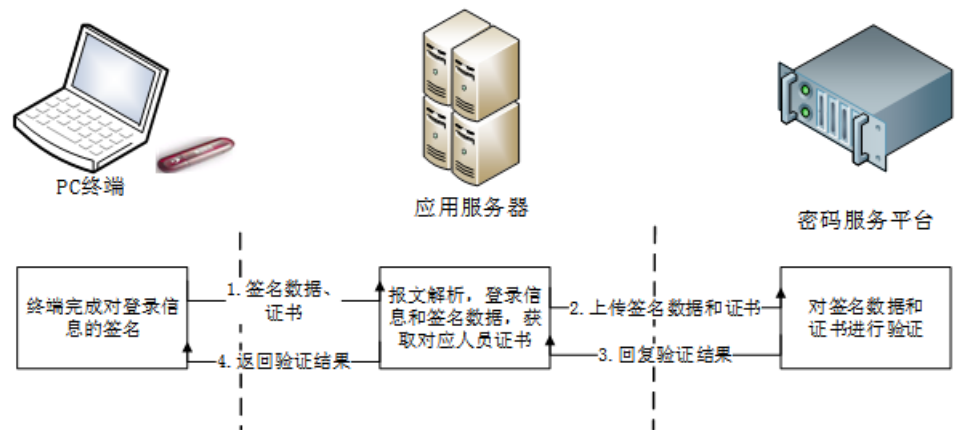 PC终端
应用服务器
密码服务平台
终端完成对登录信
息的签名
1.签名数据、
证书
报文解析，登录信
息和签名数据，获
取对应人员证书
2.上传签名数据和证书
对签名数据和
证书进行验证
3.回复验证结果
4.返回验证结果